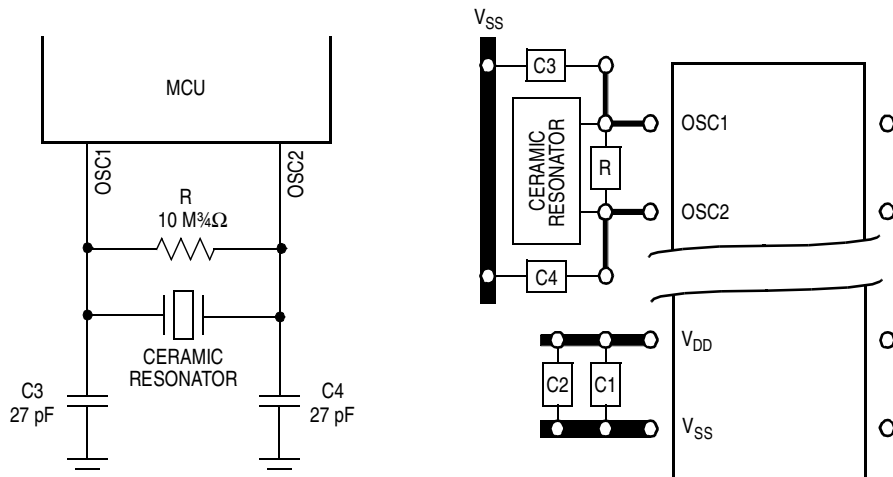 MCU
OSC1
OSC2
R
10 M¾Ω
CERAMIC
RESONATOR
C3
27 pF
C4
27 pF
VSS
C3
CERAMIC
RESONATOR
R
C4
OSC1
OSC2
VDD
C2
C1
VSS